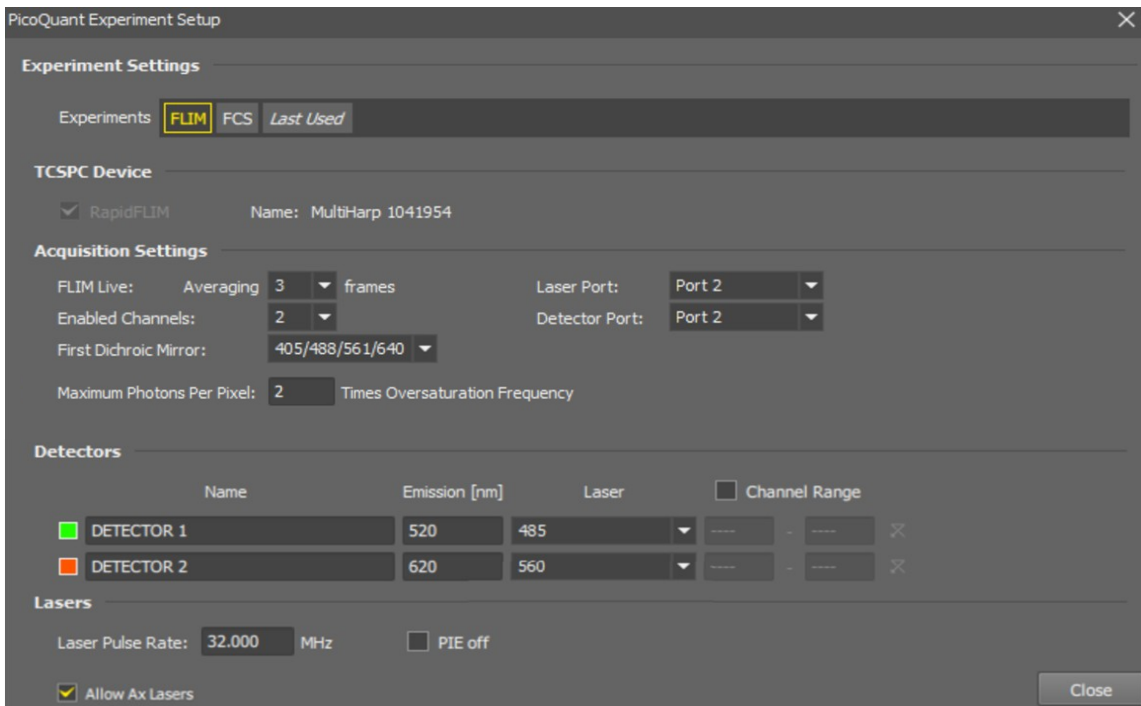 PicoQuant Experiment Setup
Experiment Settings
Experiments FLIM FCS Last Used
TCSPC Device
RapidFLIM Name: MultiHarp 1041954
Acquisition Settings
FLIM Live: Averaging 3 frames Laser Port: Port 2
Enabled Channels: 2 Detector Port: Port 2
First Dichroic Mirror: 405/488/561/640
Maximum Photons Per Pixel: 2 Times Oversaturation Frequency
Detectors
Name Emission [nm] Laser Channel Range
DETECTOR 1 520 485 ---- - ----
DETECTOR 2 620 560 ---- - ----
Lasers
Laser Pulse Rate: 32.000 MHz PIE off
Allow Ax Lasers Close